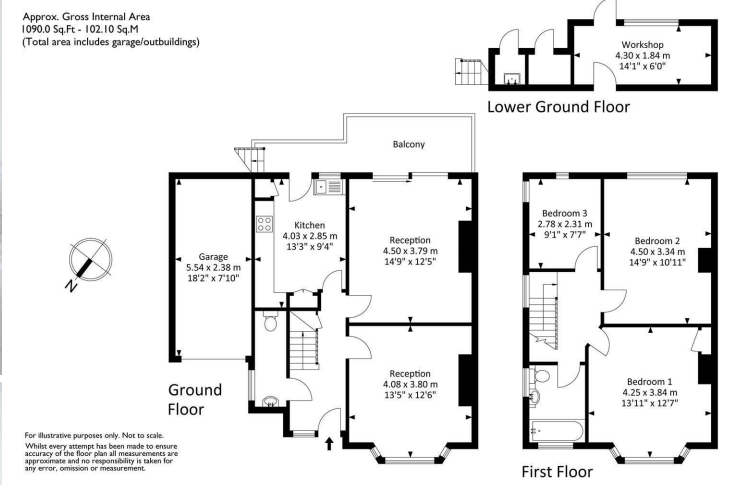 Approx. Gross Internal Area
1090.0 Sq.Ft - 102.10 Sq.M
(Total area includes garage/outbuildings)
Workshop
4.30 x 1.84 m
14'1" x 6'0"
Lower Ground Floor
Balcony
Garage
5.54 x 2.38 m
18'2" x 7'10"
Kitchen
4.03 x 2.85 m
13'3" x 9'4"
Reception
4.50 x 3.79 m
14'9" x 12'5"
Reception
4.08 x 3.80 m
13'5" x 12'6"
Ground
Floor
Bedroom 3
2.78 x 2.31 m
9'1" x 7'7"
Bedroom 2
4.50 x 3.34 m
14'9" x 10'11"
Bedroom 1
4.25 x 3.84 m
13'11" x 12'7"
First Floor
N
For illustrative purposes only. Not to scale.
Whilst every attempt has been made to ensure
accuracy of the floor plan all measurements are
approximate and no responsibility is taken for
any error, omission or measurement.